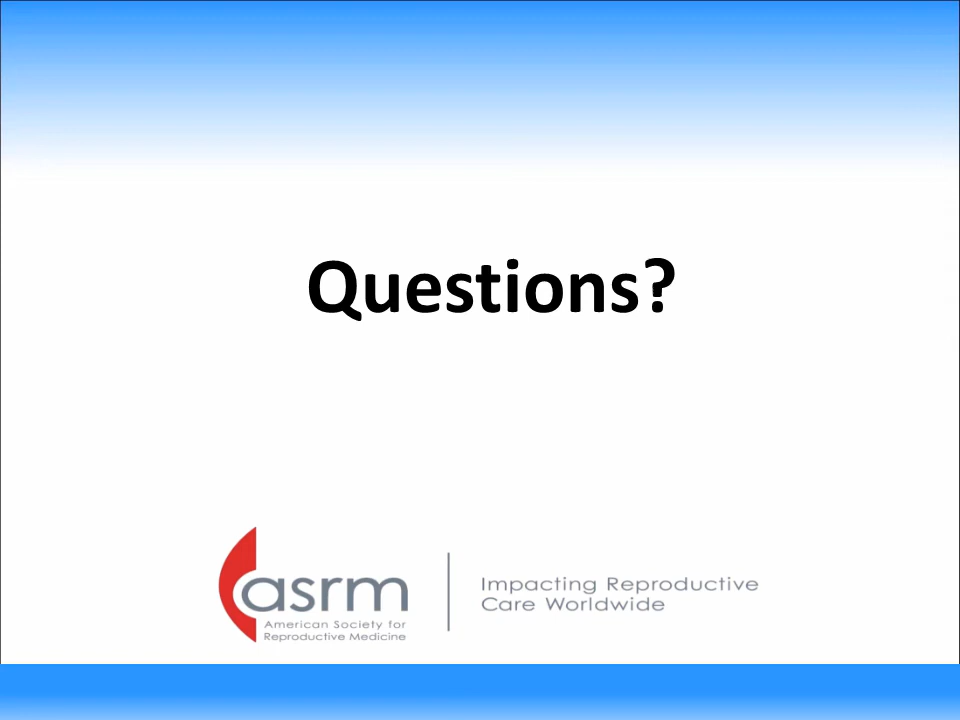 Questions?
asrm
American Society for
Reproductive Medicine
Impacting Reproductive
Care Worldwide